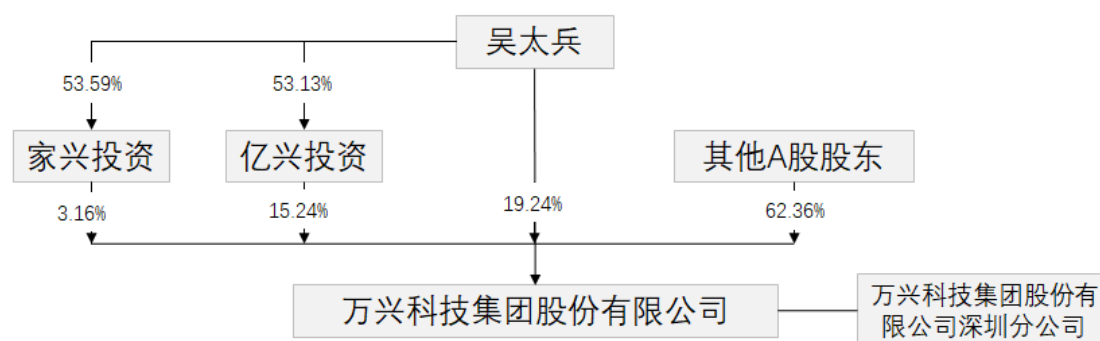 吴太兵
53.59%
53.13%
家兴投资
亿兴投资
其他A股股东
3.16%
15.24%
19.24%
62.36%
万兴科技集团股份有限公司
万兴科技集团股份有
限公司深圳分公司